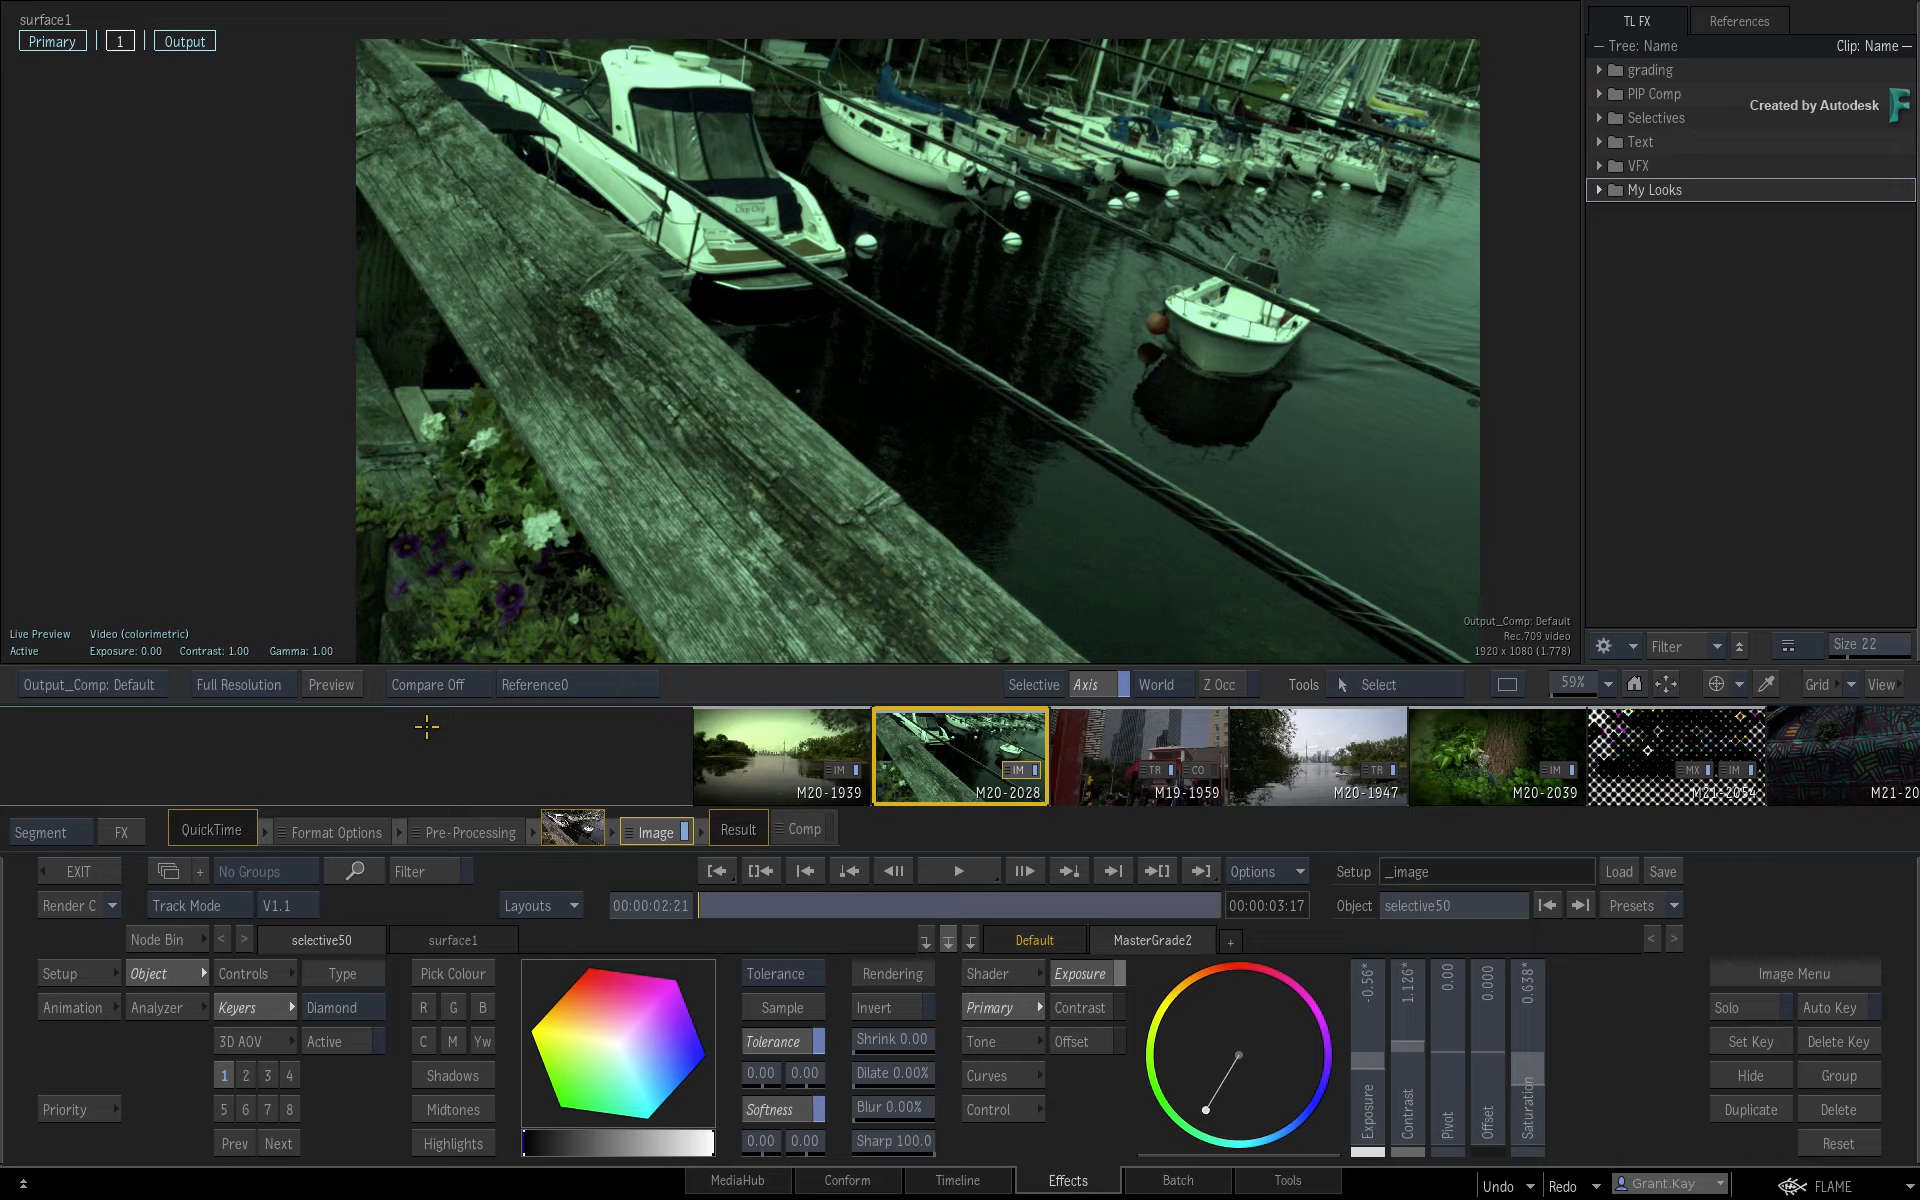 surface1
Primary 1 Output
TL FX References
Tree: Name Clip: Name
grading
PIP Comp
Selectives
Text
VFX
My Looks
Created by Autodesk
Chop Chop
Live Preview Video (colorimetric)
Active Exposure: 0.00 Contrast: 1.00 Gamma: 1.00
Output_Comp: Default
Rec.709 video
1920 x 1080 (1.778)
Filter Size 22
Output_Comp: Default Full Resolution Preview Compare Off Reference0 Selective Axis World Z Occ Tools Select 59% Grid View
IM IM TR CO TR IM MX IM
M20-1939 M20-2028 M19-1959 M20-1947 M20-2039 M21-2054 M21-20
Segment FX QuickTime Format Options Pre-Processing Image Result Comp
EXIT + No Groups Filter Options Setup _image Load Save
Render C Track Mode V1.1 Layouts 00:00:02:21 00:00:03:17 Object selective50 Presets
Node Bin < > selective50 surface1 Default MasterGrade2 + < >
Setup Object Controls Type Pick Colour Tolerance Rendering Shader Exposure Image Menu
Animation Analyzer Keyers Diamond R G B Sample Invert Primary Contrast Solo Auto Key
3D AOV Active C M Yw Tolerance Shrink 0.00 Tone Offset Set Key Delete Key
1 2 3 4 Shadows 0.00 0.00 Dilate 0.00% Curves Hide Group
Priority 5 6 7 8 Midtones Softness Blur 0.00% Control Duplicate Delete
Prev Next Highlights 0.00 0.00 Sharp 100.0 Reset
Exposure -0.56*
Contrast 1.126*
Pivot 0.00
Offset 0.000
Saturation 0.638*
MediaHub Conform Timeline Effects Batch Tools Undo Redo Grant.Kay FLAME